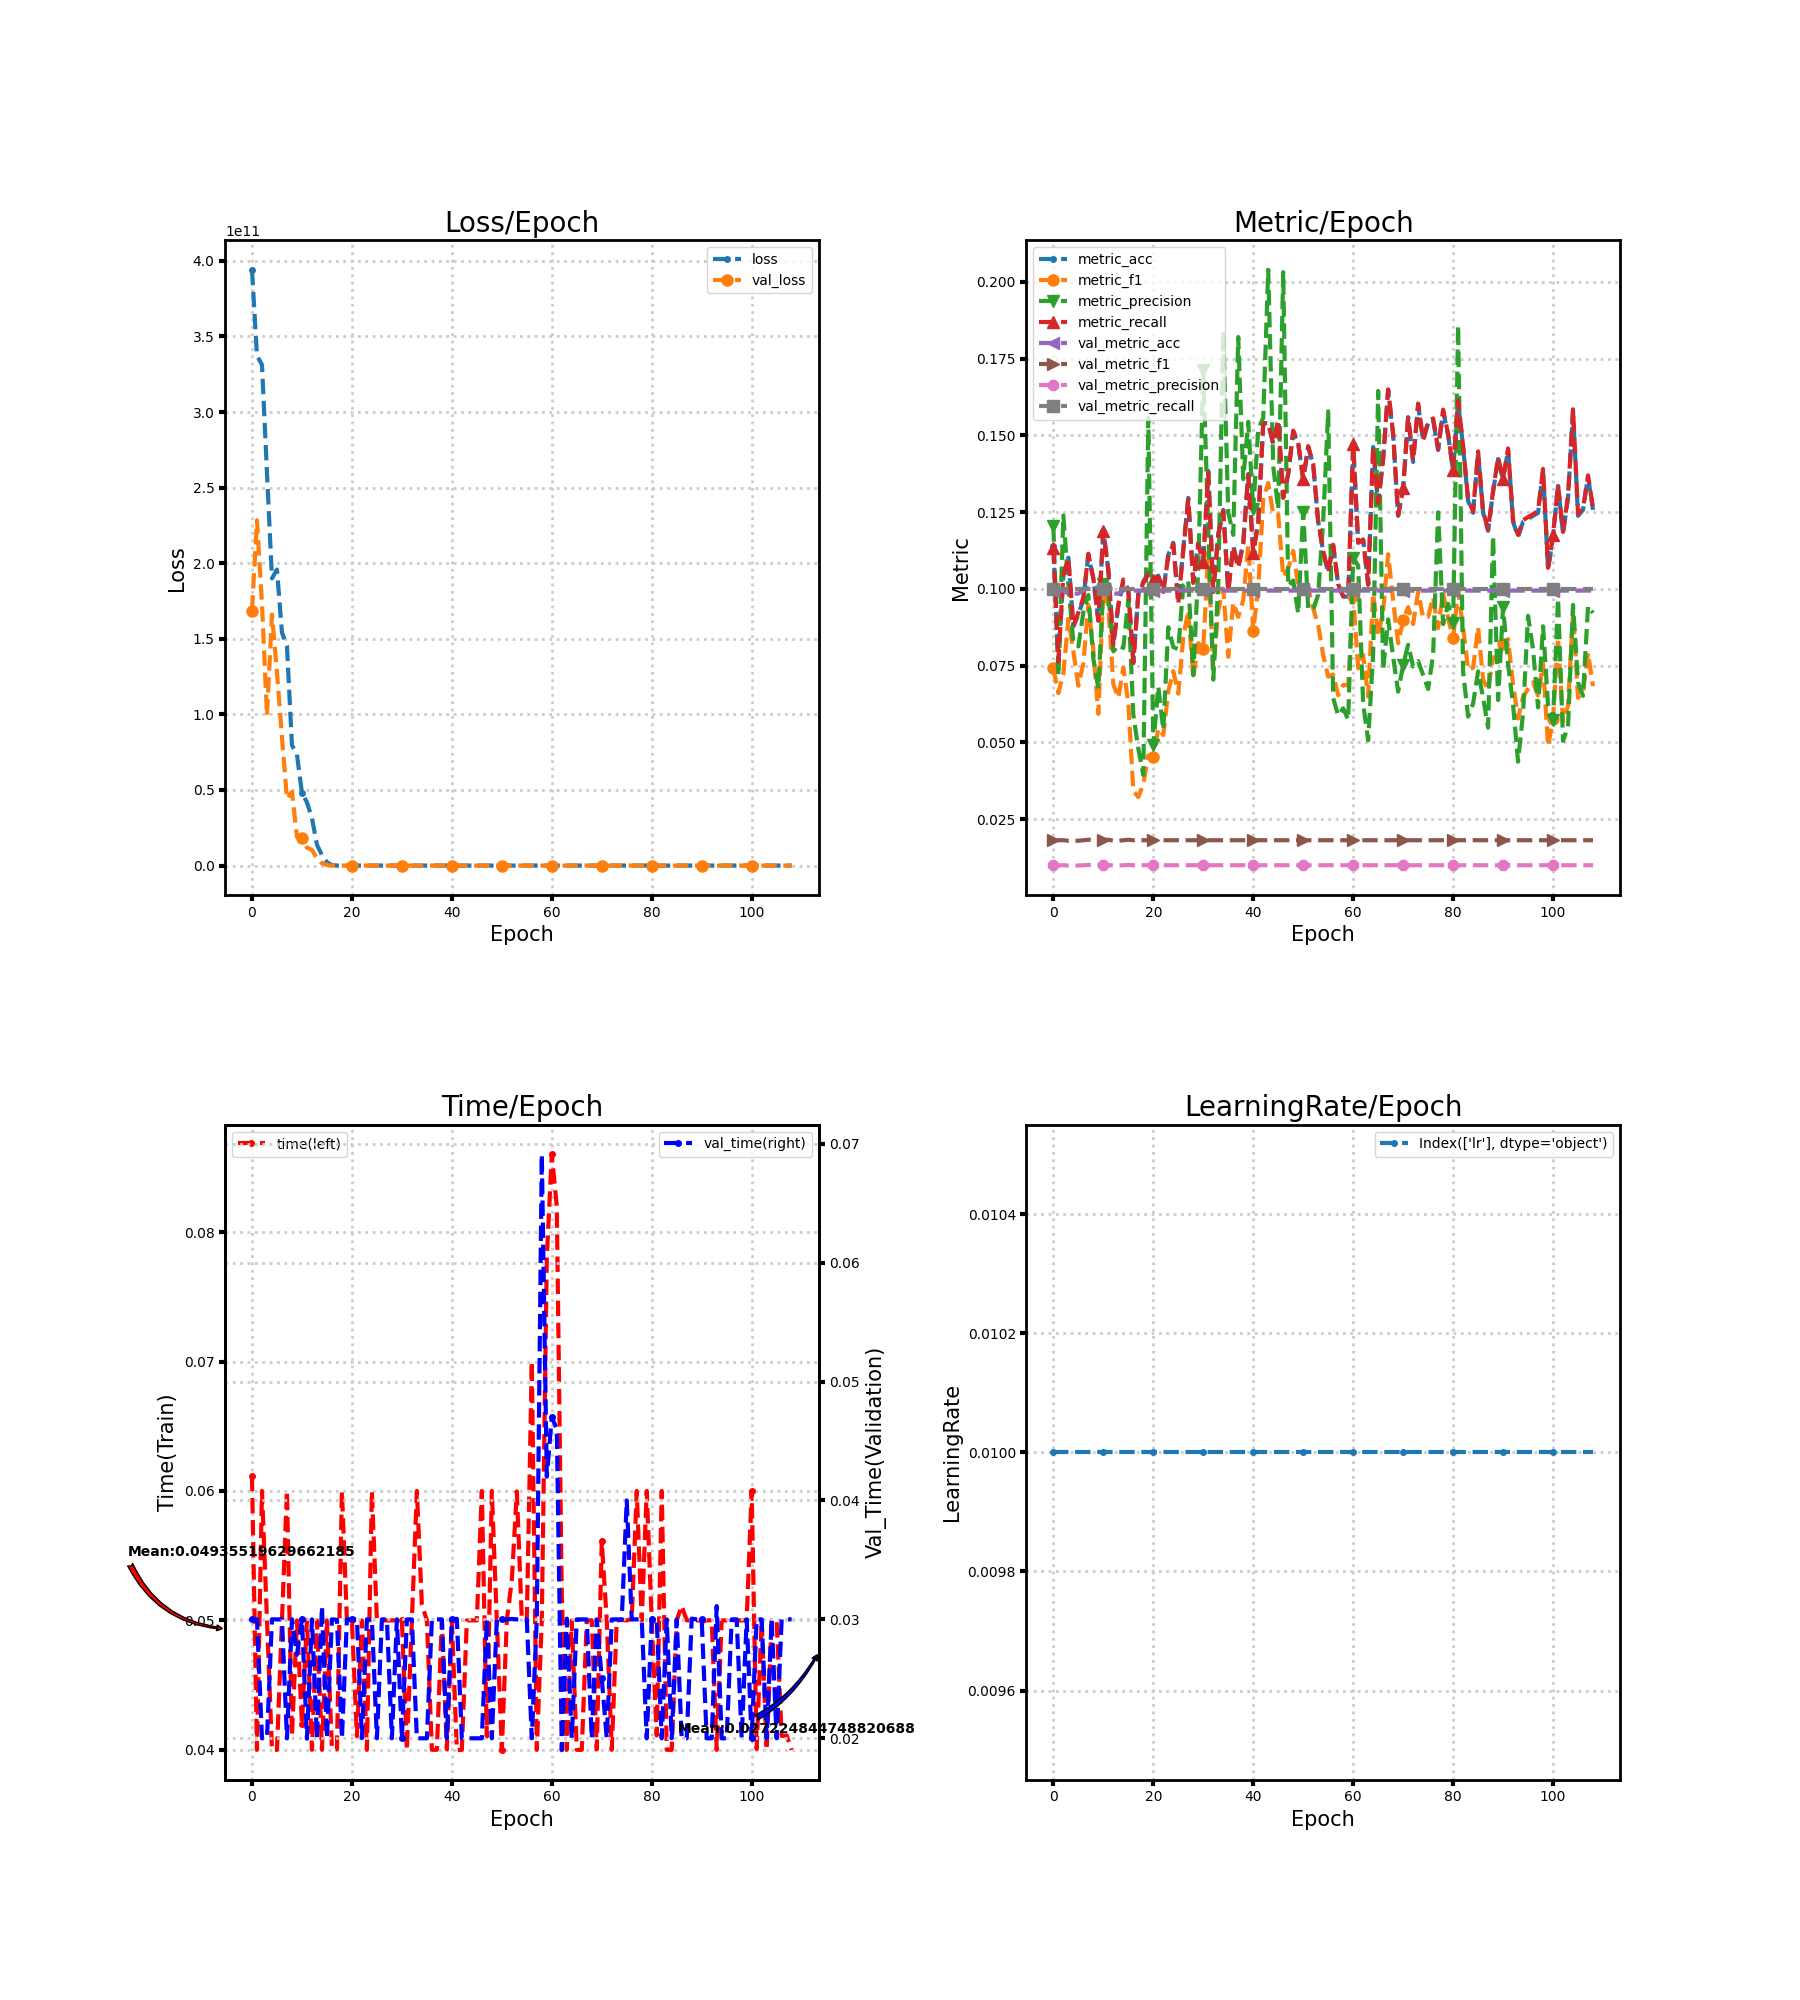 Loss/Epoch
1e11
4.0
3.5
3.0
2.5
2.0
1.5
1.0
0.5
0.0
Loss
loss
val_loss
0 20 40 60 80 100
Epoch
Metric/Epoch
0.200
0.175
0.150
0.125
0.100
0.075
0.050
0.025
Metric
metric_acc
metric_f1
metric_precision
metric_recall
val_metric_acc
val_metric_f1
val_metric_precision
val_metric_recall
0 20 40 60 80 100
Epoch
Time/Epoch
time(left)
val_time(right)
0.08
0.07
0.06
0.05
0.04
Time(Train)
Mean:0.04935519629662185
0.07
0.06
0.05
0.04
0.03
0.02
Val_Time(Validation)
Mean:0.027224844748820688
0 20 40 60 80 100
Epoch
LearningRate/Epoch
Index(['lr'], dtype='object')
0.0104
0.0102
0.0100
0.0098
0.0096
LearningRate
0 20 40 60 80 100
Epoch